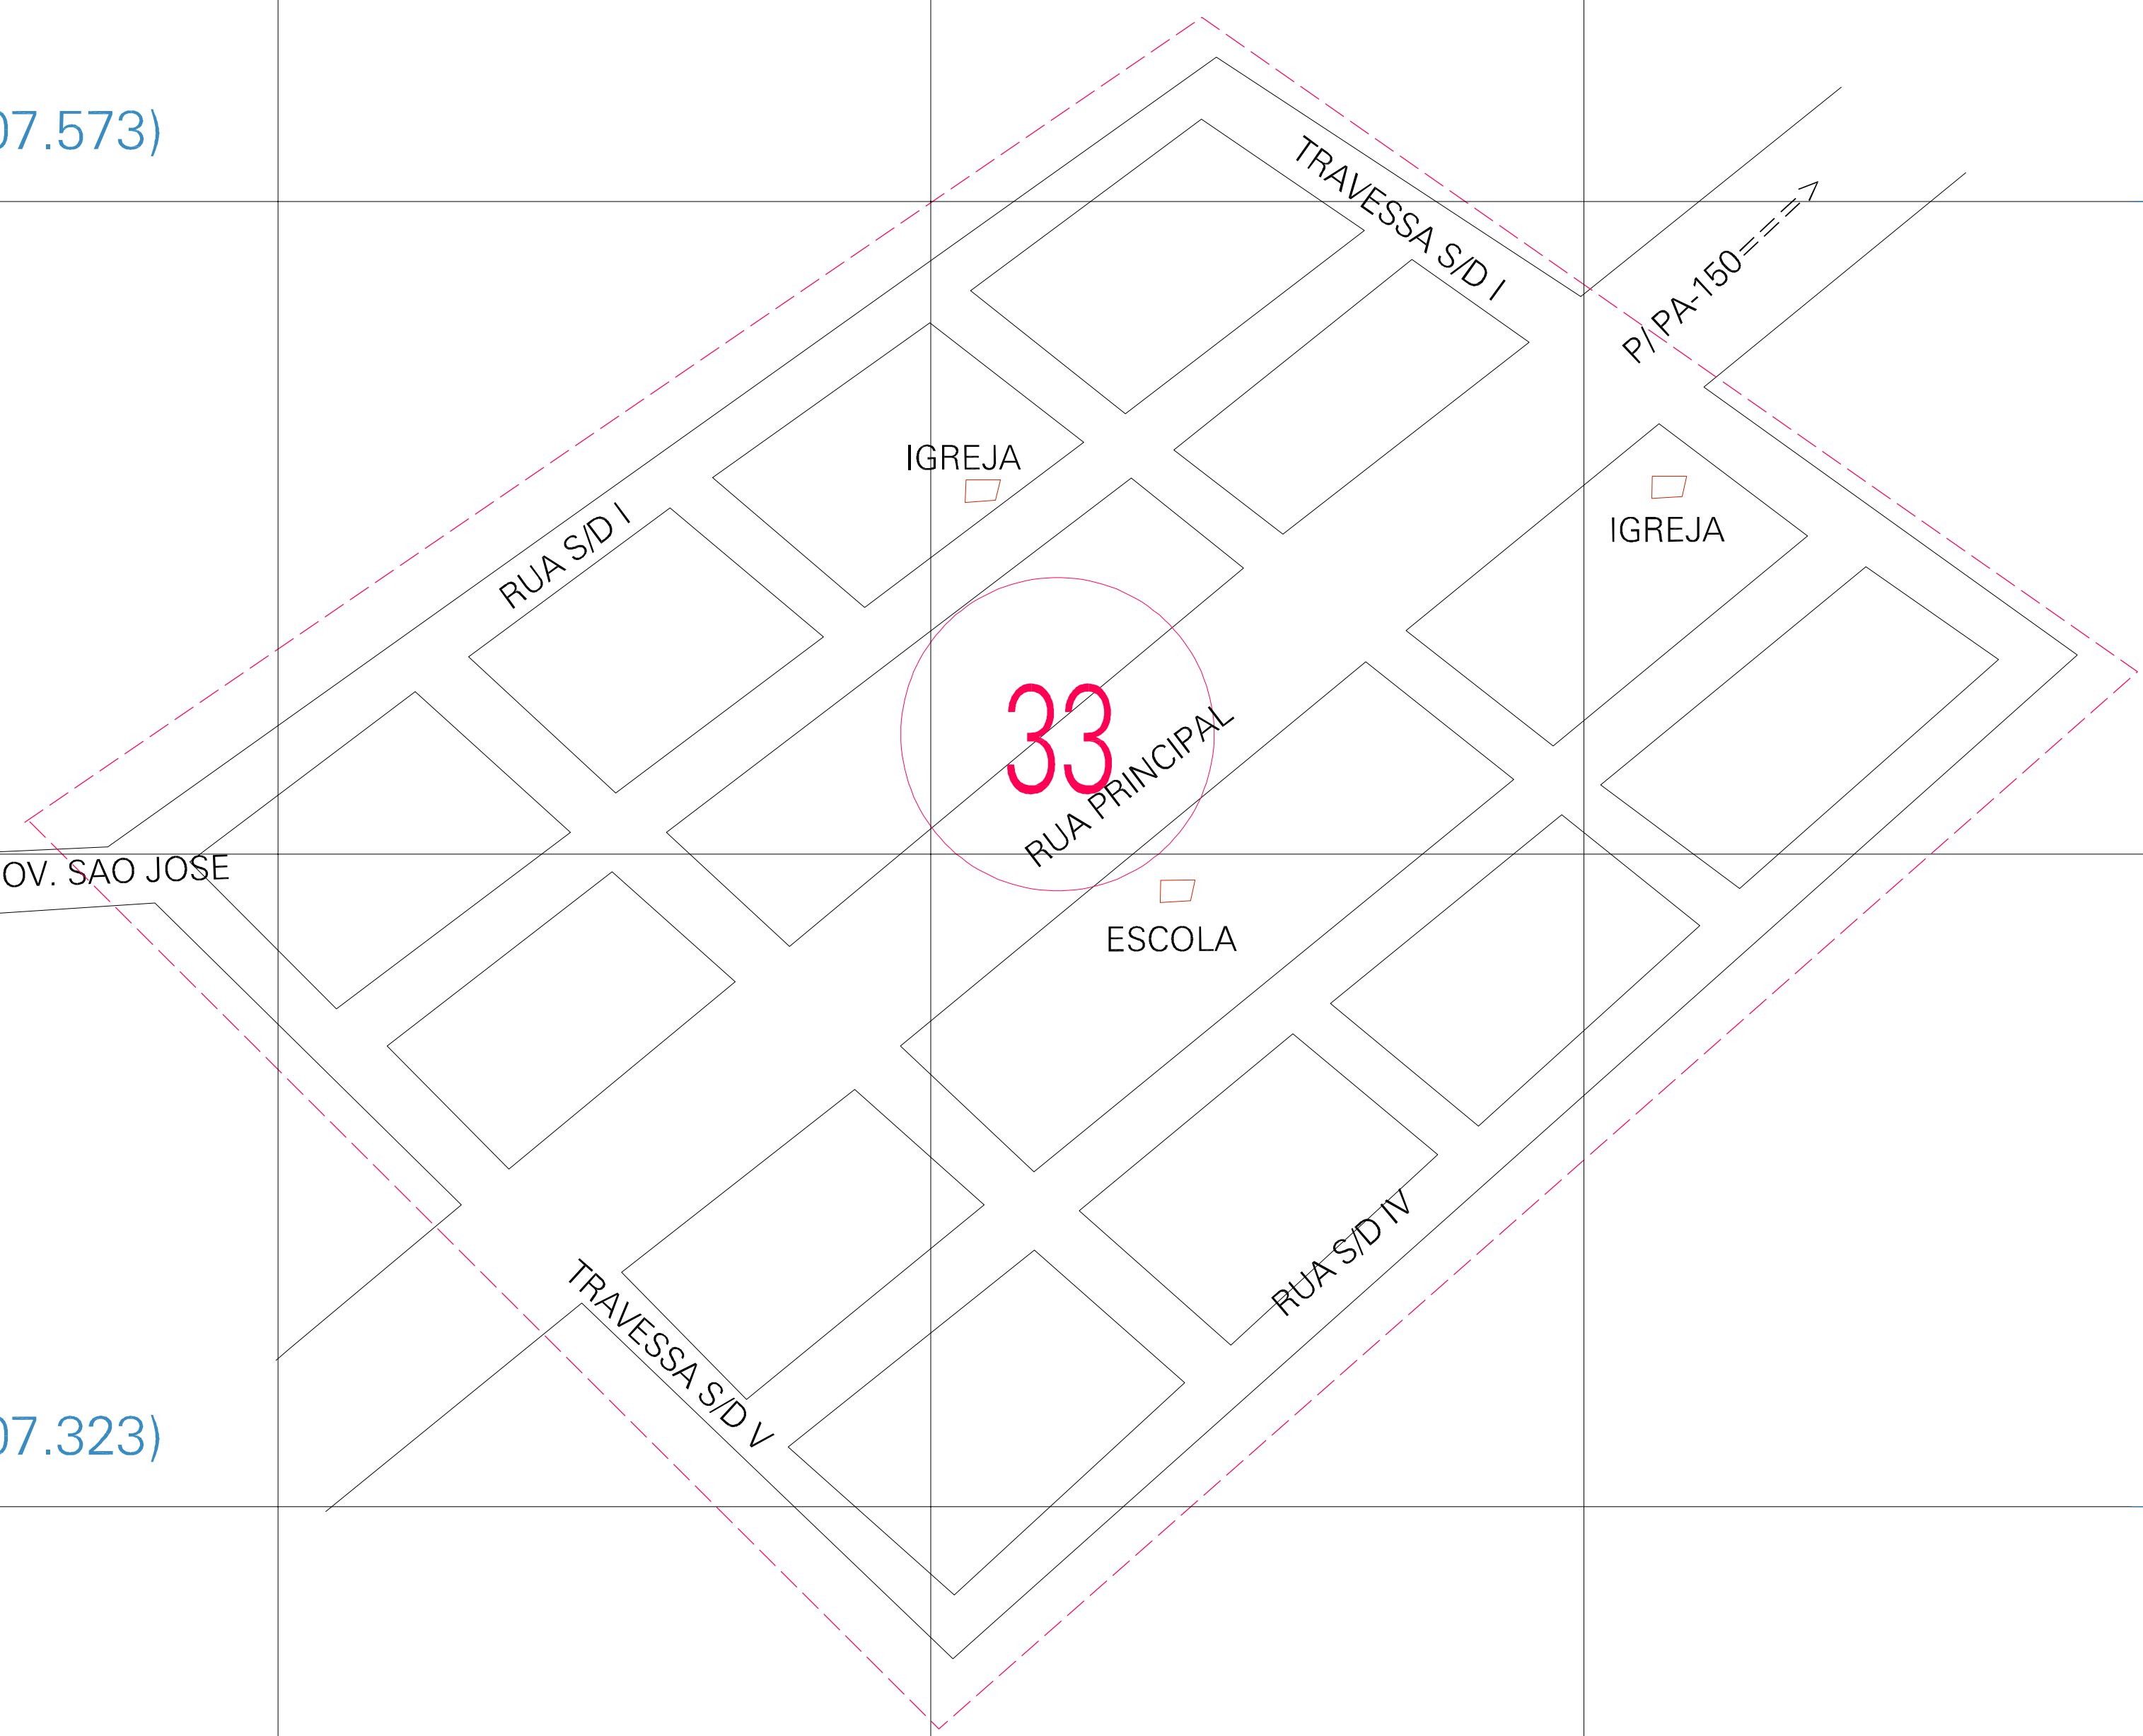 07.573)
TRAVESSA S/D I
P/ PA-150
IGREJA
RUA S/D I
IGREJA
33
RUA PRINCIPAL
OV. SAO JOSE
ESCOLA
RUA S/D IV
TRAVESSA S/D V
07.323)